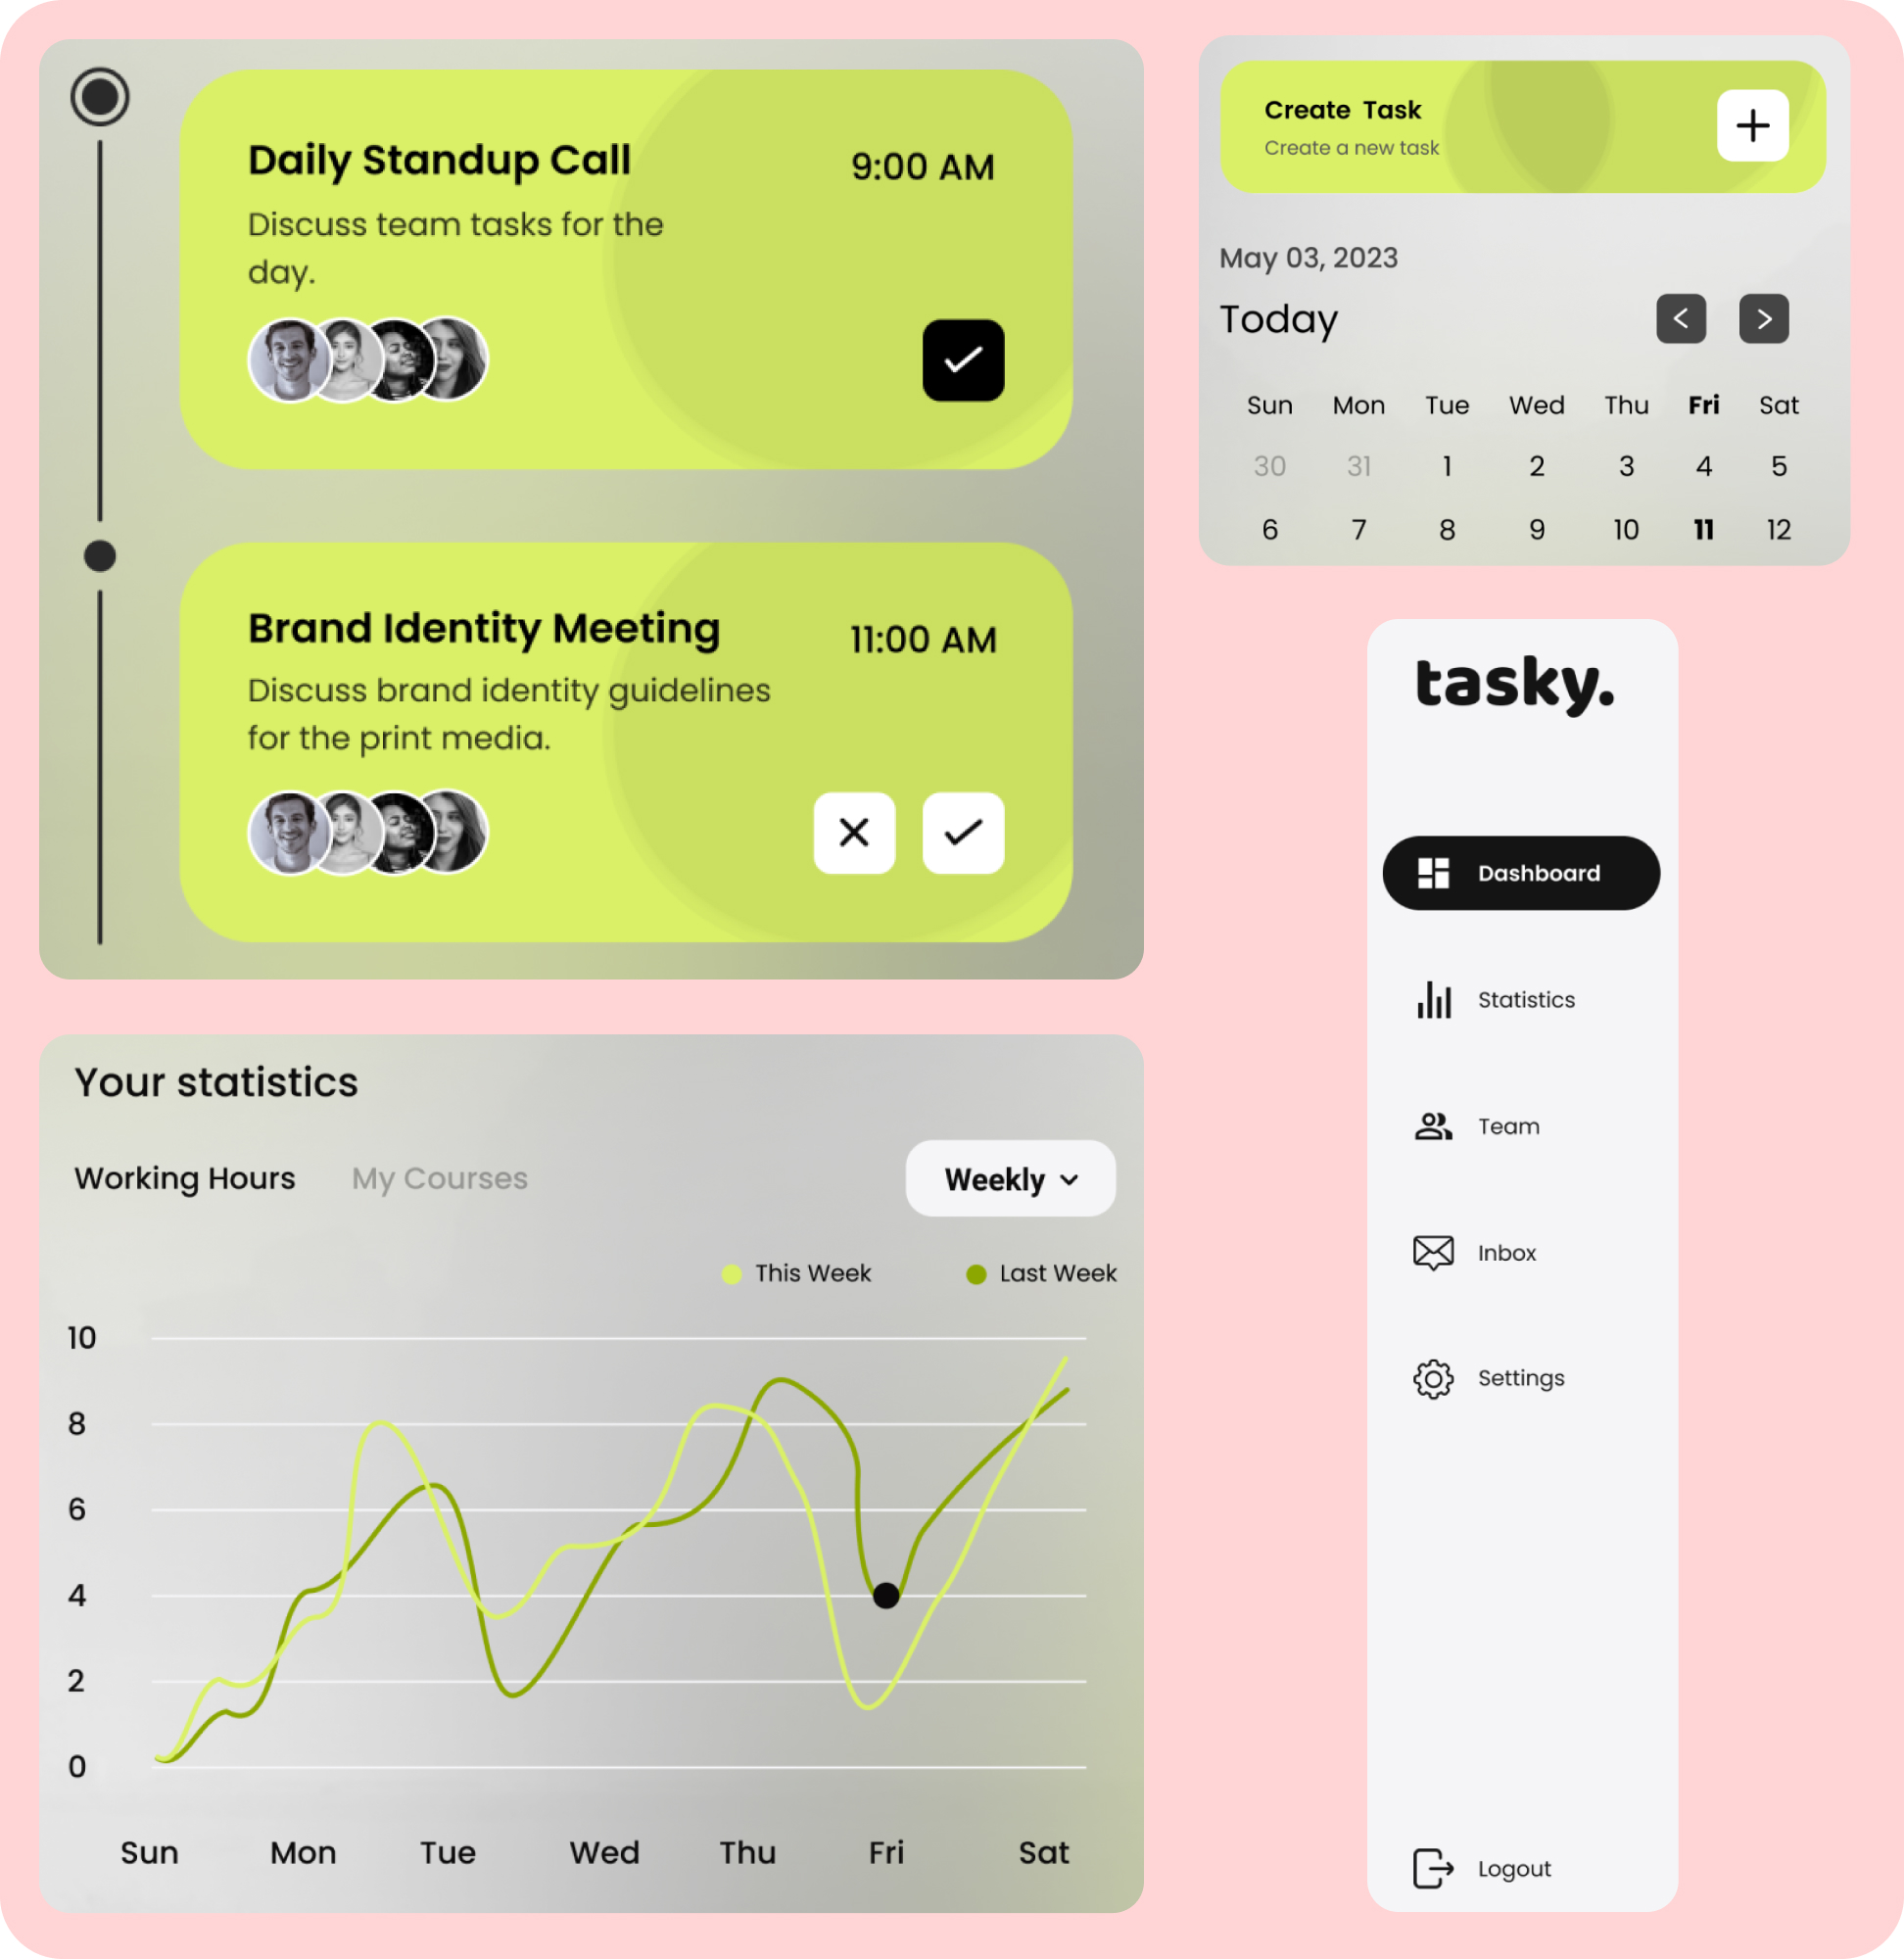 Daily Standup Call
9:00 AM
Discuss team tasks for the
day.
Brand Identity Meeting
11:00 AM
Discuss brand identity guidelines
for the print media.
Create Task
Create a new task
May 03, 2023
Today
Sun Mon Tue Wed Thu Fri Sat
30 31 1 2 3 4 5
6 7 8 9 10 11 12
tasky.
Dashboard
Statistics
Team
Inbox
Settings
Logout
Your statistics
Working Hours My Courses Weekly
This Week Last Week
10
8
6
4
2
0
Sun Mon Tue Wed Thu Fri Sat